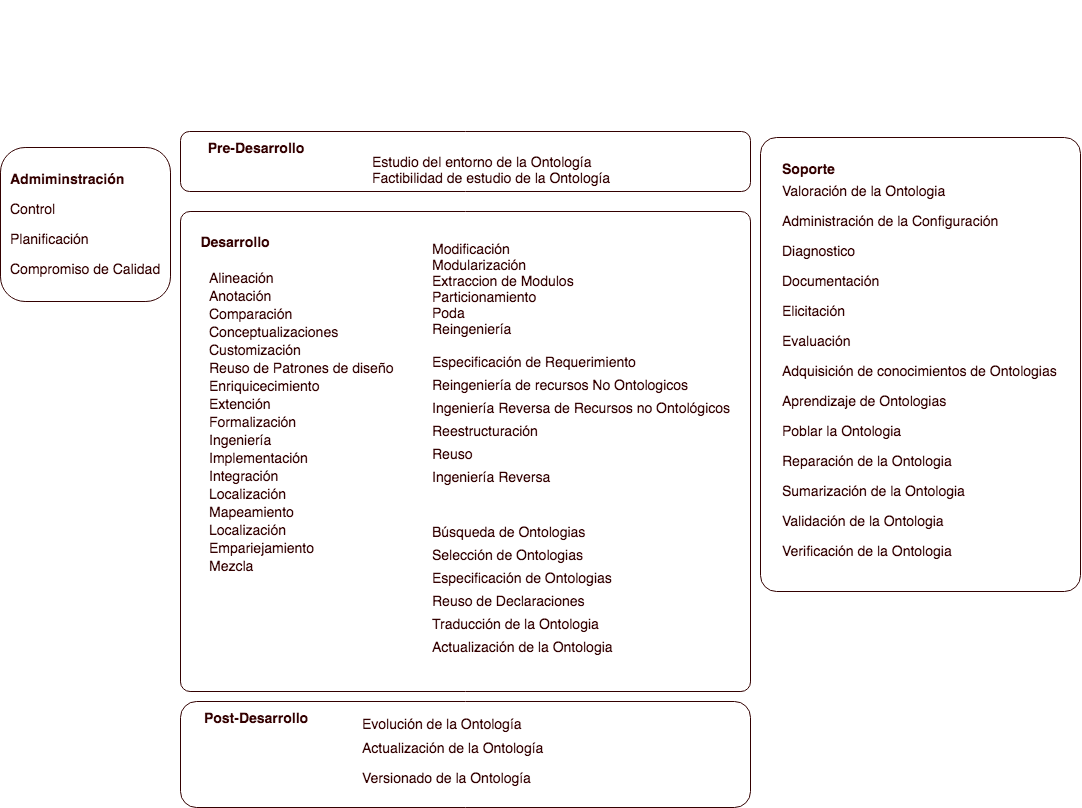 Admiminstración
Control
Planificación
Compromiso de Calidad
Pre-Desarrollo
Estudio del entorno de la Ontología
Factibilidad de estudio de la Ontología
Desarrollo
Alineación
Anotación
Comparación
Conceptualizaciones
Customización
Reuso de Patrones de diseño
Enriquicecimiento
Extención
Formalización
Ingeniería
Implementación
Integración
Localización
Mapeamiento
Localización
Empariejamiento
Mezcla
Modificación
Modularización
Extraccion de Modulos
Particionamiento
Poda
Reingeniería
Especificación de Requerimiento
Reingeniería de recursos No Ontologicos
Ingeniería Reversa de Recursos no Ontológicos
Reestructuración
Reuso
Ingeniería Reversa
Búsqueda de Ontologias
Selección de Ontologias
Especificación de Ontologias
Reuso de Declaraciones
Traducción de la Ontologia
Actualización de la Ontologia
Post-Desarrollo
Evolución de la Ontología
Actualización de la Ontología
Versionado de la Ontología
Soporte
Valoración de la Ontologia
Administración de la Configuración
Diagnostico
Documentación
Elicitación
Evaluación
Adquisición de conocimientos de Ontologias
Aprendizaje de Ontologias
Poblar la Ontologia
Reparación de la Ontologia
Sumarización de la Ontologia
Validación de la Ontologia
Verificación de la Ontologia